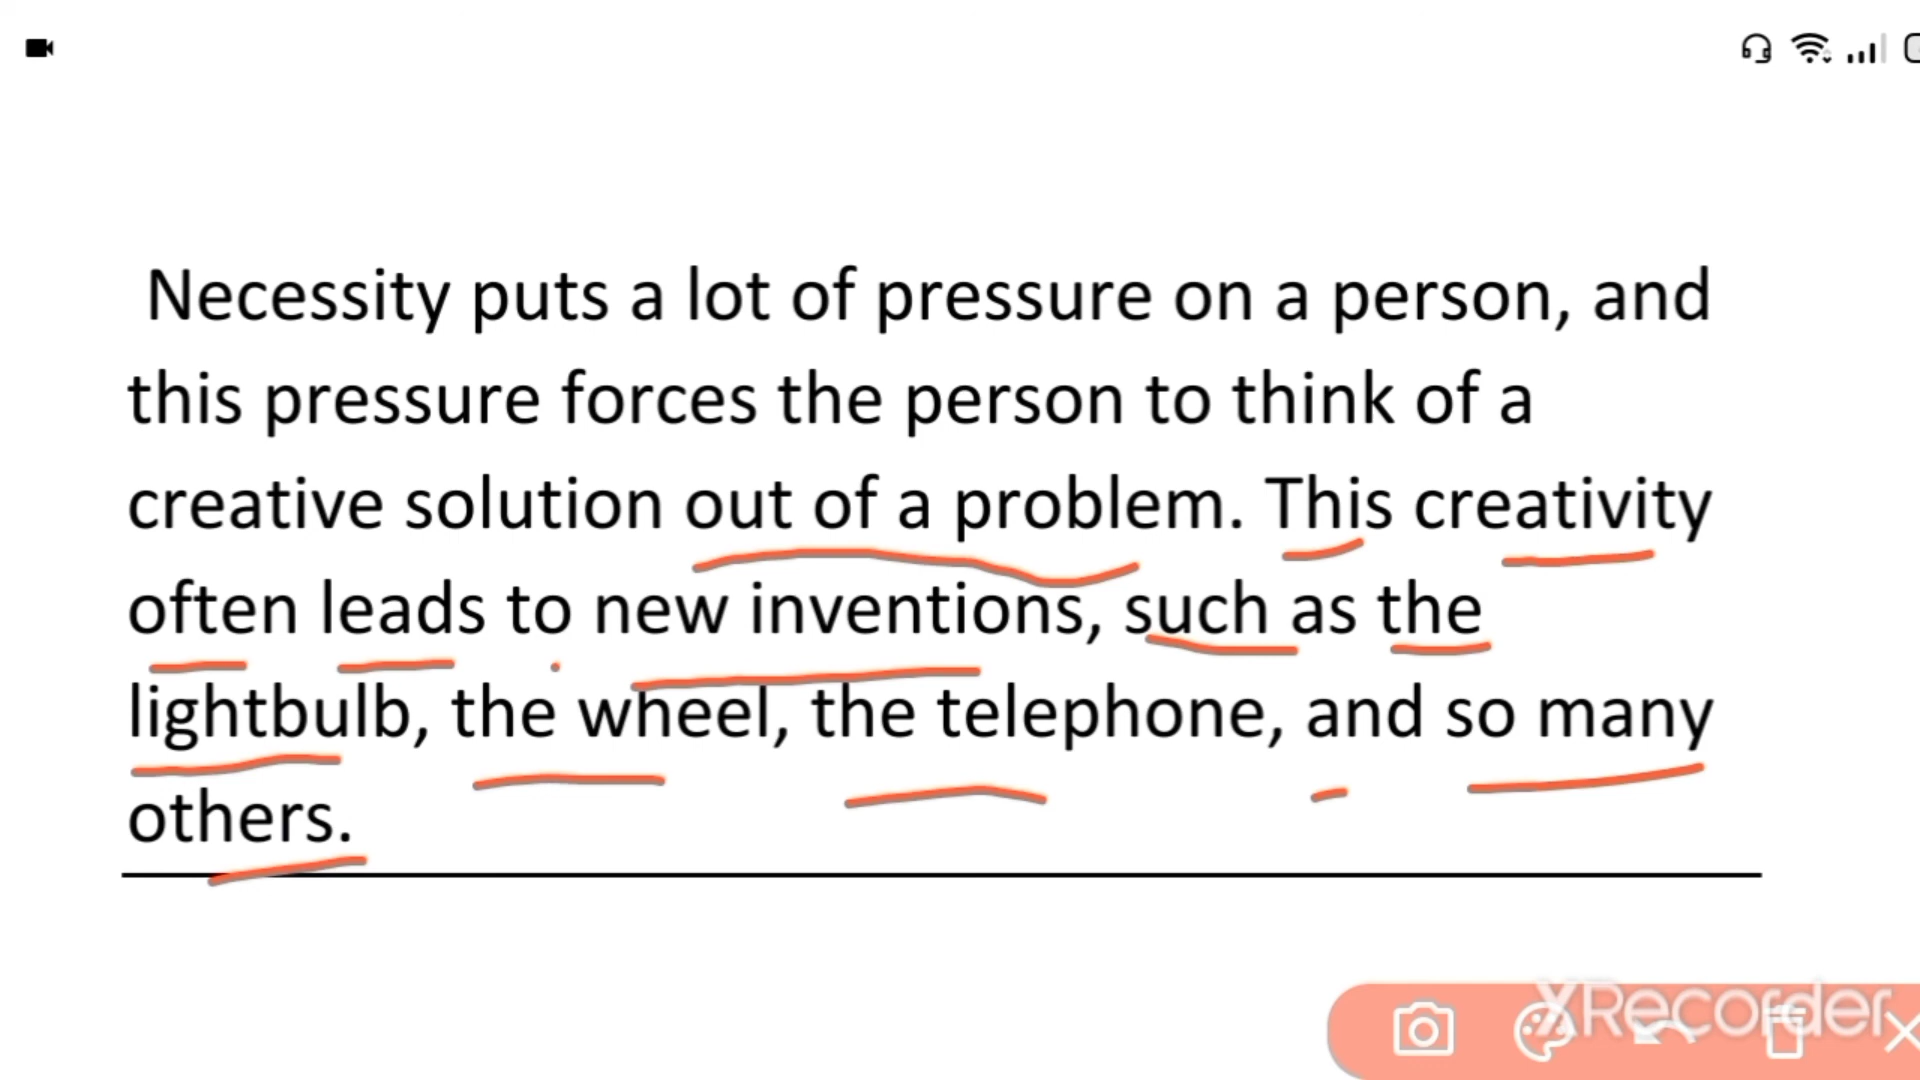 Necessity puts a lot of pressure on a person, and
this pressure forces the person to think of a
creative solution out of a problem. This creativity
often leads to new inventions, such as the
lightbulb, the wheel, the telephone, and so many
others.
XRecorder